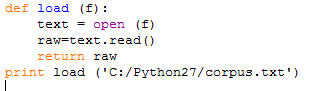 def load (f):
    text = open (f)
    raw=text.read()
    return raw
print load ('C:/Python27/corpus.txt')